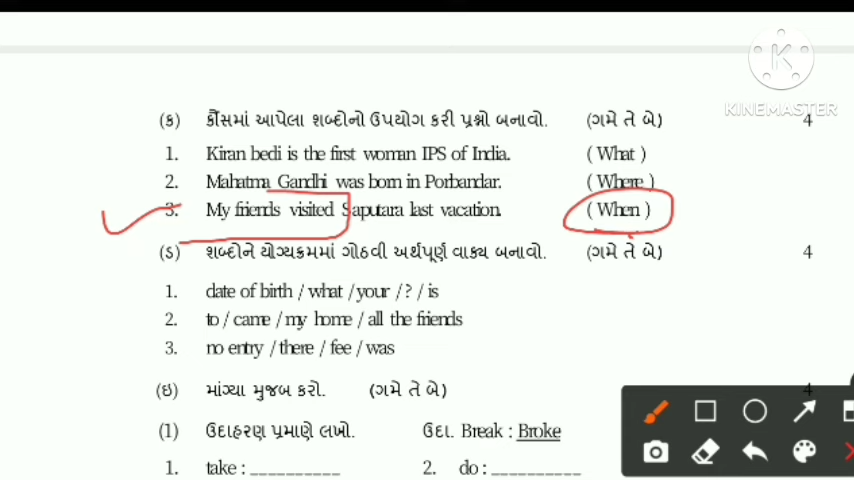 KINEMASTER
(ક) કૌંસમાં આપેલા શબ્દોનો ઉપયોગ કરી પ્રશ્નો બનાવો. (ગમે તે બે) 4
1. Kiran bedi is the first woman IPS of India. ( What )
2. Mahatma Gandhi was born in Porbandar. ( Where )
3. My friends visited Saputara last vacation. ( When )
(ડ) શબ્દોને યોગ્યક્રમમાં ગોઠવી અર્થપૂર્ણ વાક્ય બનાવો. (ગમે તે બે) 4
1. date of birth / what / your / ? / is
2. to / came / my home / all the friends
3. no entry / there / fee / was
(ઇ) માંગ્યા મુજબ કરો. (ગમે તે બે) 4
(1) ઉદાહરણ પ્રમાણે લખો. ઉદા. Break : Broke
1. take : __________ 2. do : __________